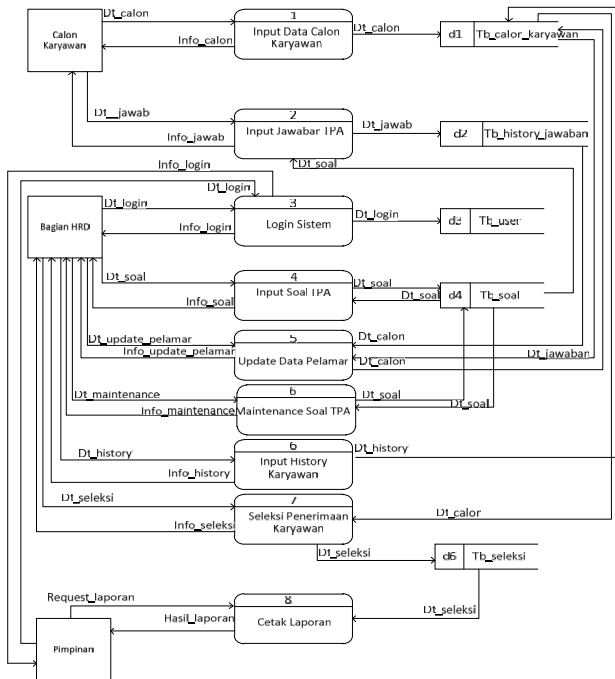 Calon
Karyawan
Dt_calon
Info_calon
1
Input Data Calon
Karyawan
Dt_calon
d1
Tb_calor_karyawan
Dt__jawab
Info_jawab
2
Input Jawabar TPA
Dt_jawab
d2
Tb_history_jawaban
Info_login
Dt_soal
Dt_login
Bagian HRD
Dt_login
Info_login
3
Login Sistem
Dt_login
d3
Tb_user
Dt_soal
Info_soal
4
Input Soal TPA
Dt_soal
Dt_soal
d4
Tb_soal
Dt_update_pelamar
Info_update_pelamar
5
Update Data Pelamar
Dt_calon
Dt_jawaban
Dt_calon
Dt_maintenance
Info_maintenance
6
Maintenance Soal TPA
Dt_soal
Dt_soal
Dt_history
Info_history
6
Input History
Karyawan
Dt_history
Dt_seleksi
Info_seleksi
7
Seleksi Penerimaan
Karyawan
Dt_calor
Dt_seleksi
d6
Tb_seleksi
Request_laporan
Hasil_laporan
8
Cetak Laporan
Dt_seleksi
Pimpinan